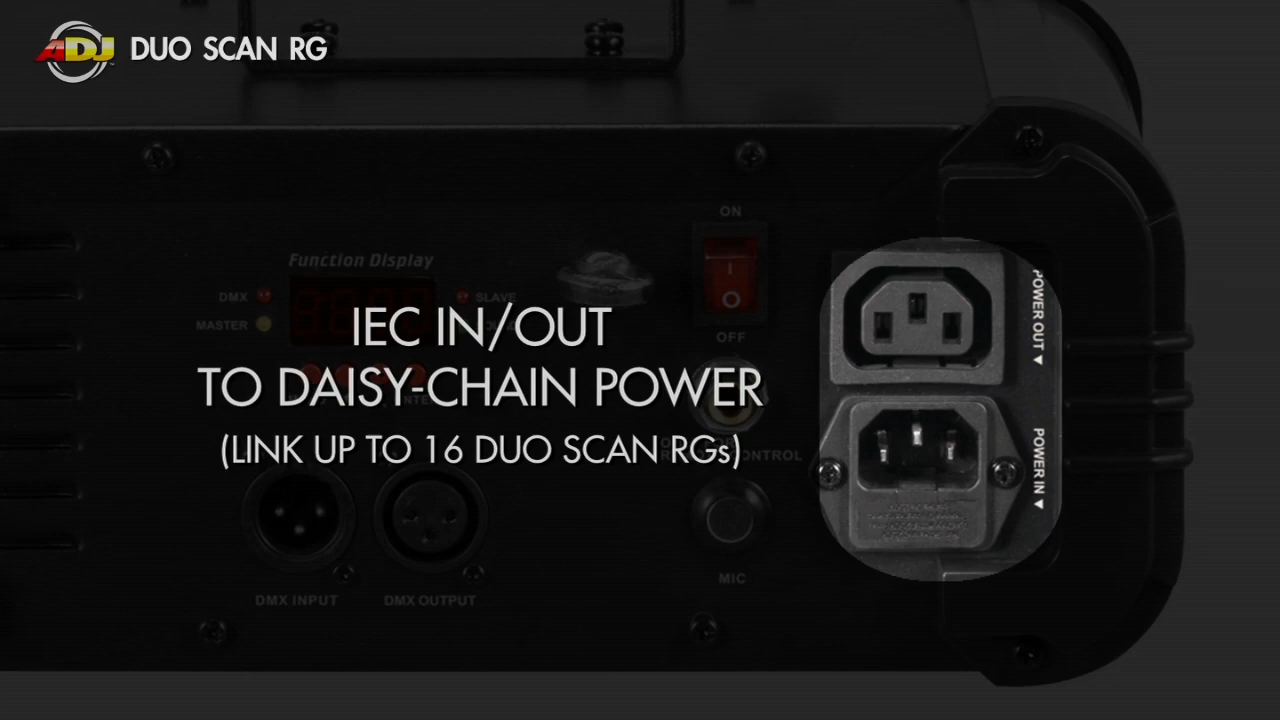 ADJ DUO SCAN RG
ON
Function Display
DMX
SLAVE
MASTER
OFF
IEC IN/OUT
TO DAISY-CHAIN POWER
(LINK UP TO 16 DUO SCAN RGs)
CONTROL
POWER OUT
POWER IN
MIC
DMX INPUT
DMX OUTPUT